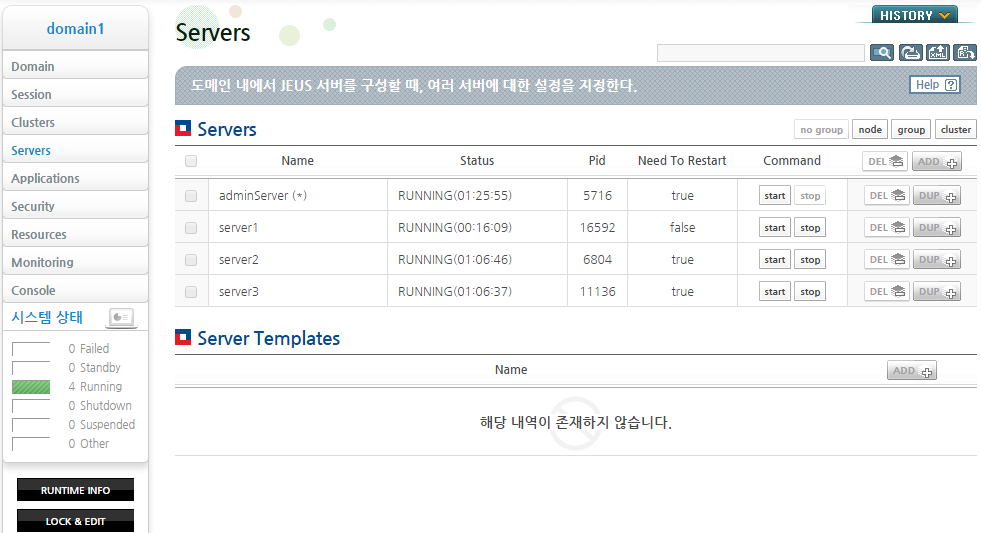 domain1
Domain
Session
Clusters
Servers
Applications
Security
Resources
Monitoring
Console
시스템 상태
0 Failed
0 Standby
4 Running
0 Shutdown
0 Suspended
0 Other
RUNTIME INFO
LOCK & EDIT
HISTORY
Servers
XML
도메인 내에서 JEUS 서버를 구성할 때, 여러 서버에 대한 설정을 지정한다.
Help ?
Servers
no group node group cluster
Name Status Pid Need To Restart Command DEL ADD
adminServer (*) RUNNING(01:25:55) 5716 true start stop DEL DUP
server1 RUNNING(00:16:09) 16592 false start stop DEL DUP
server2 RUNNING(01:06:46) 6804 true start stop DEL DUP
server3 RUNNING(01:06:37) 11136 true start stop DEL DUP
Server Templates
Name ADD
해당 내역이 존재하지 않습니다.